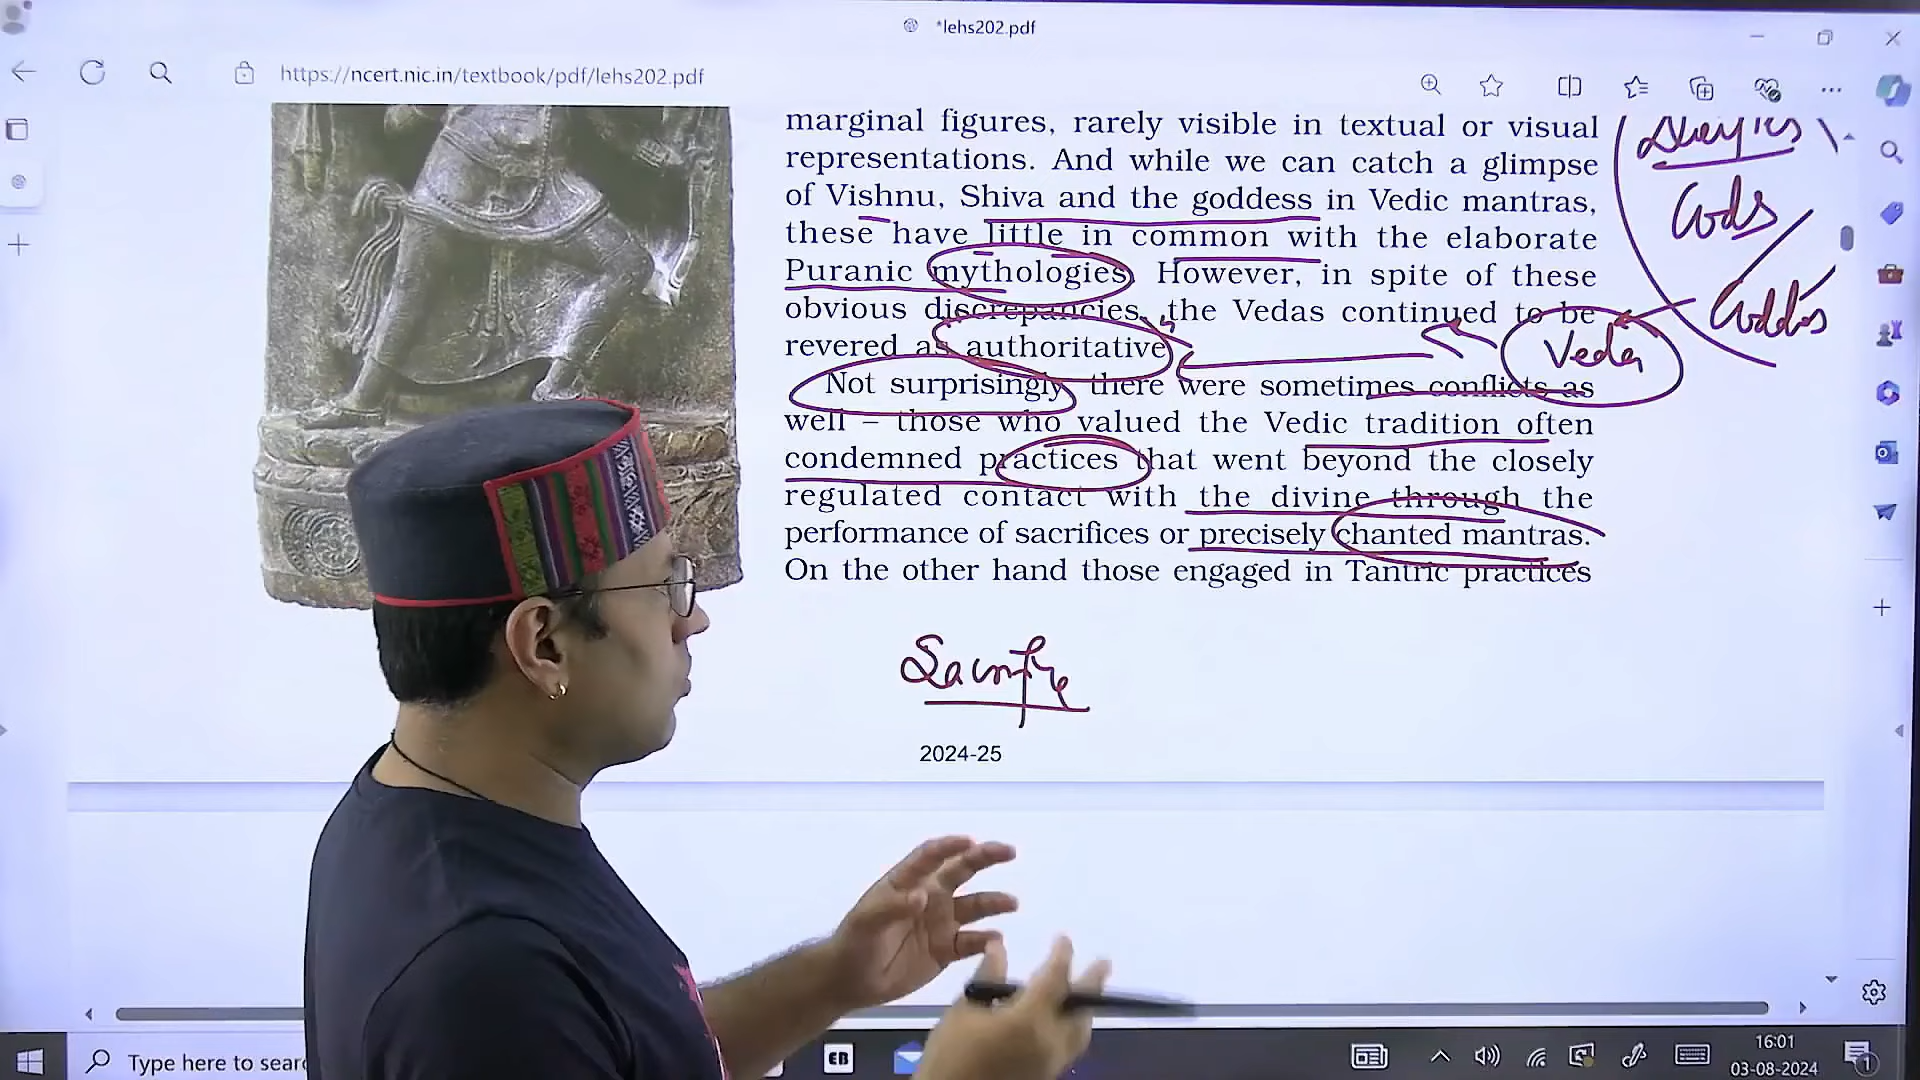 *lehs202.pdf
https://ncert.nic.in/textbook/pdf/lehs202.pdf
marginal figures, rarely visible in textual or visual
representations. And while we can catch a glimpse
of Vishnu, Shiva and the goddess in Vedic mantras,
these have little in common with the elaborate
Puranic mythologies. However, in spite of these
obvious discrepancies, the Vedas continued to be
revered as authoritative
Not surprisingly there were sometimes conflicts as
well – those who valued the Vedic tradition often
condemned practices that went beyond the closely
regulated contact with the divine through the
performance of sacrifices or precisely chanted mantras.
On the other hand those engaged in Tantric practices
Gods
Veda
2024-25
Type here to sear
EB
16:01
03-08-2024
1